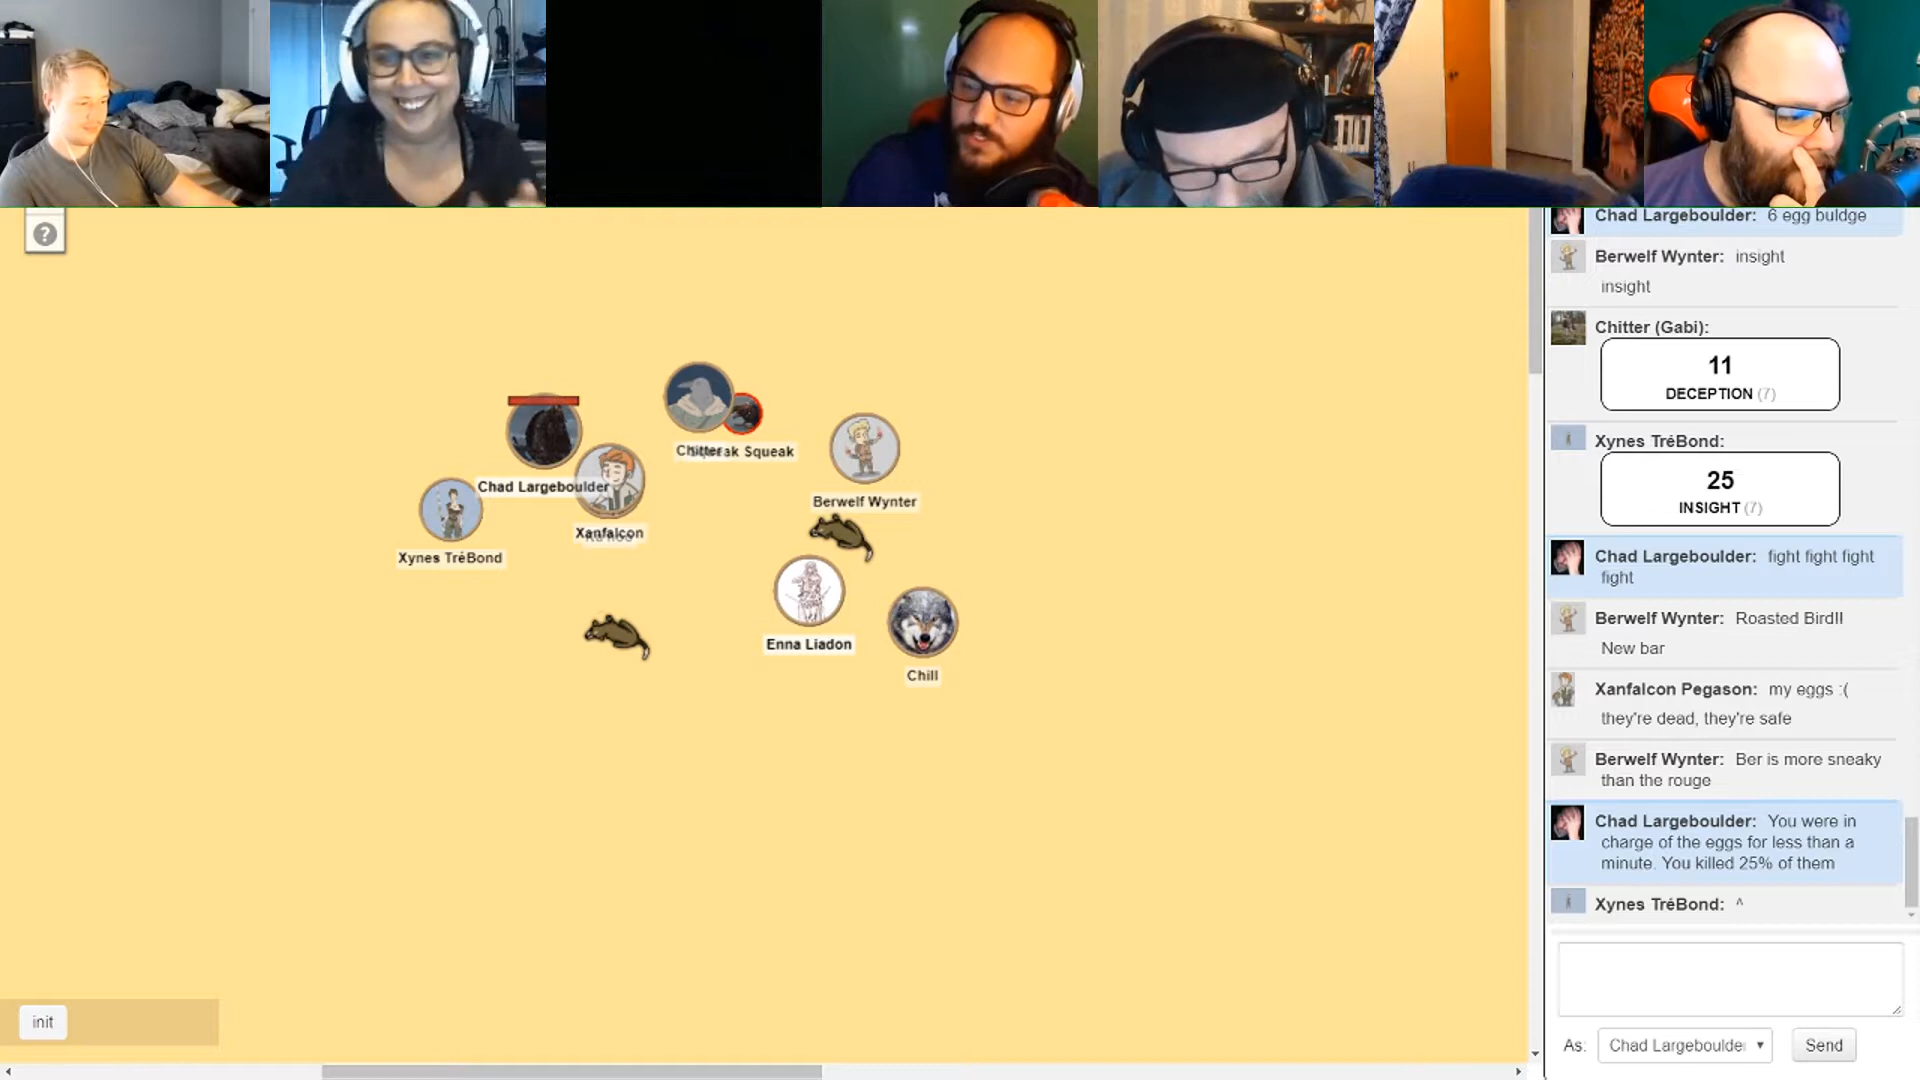 ?
Chitter
ak Squeak
Chad Largeboulder
Berwelf Wynter
Xanfalcon
Xynes TréBond
Enna Liadon
Chill
init
Chad Largeboulder: 6 egg buldge
Berwelf Wynter: insight
insight
Chitter (Gabi):
11
DECEPTION (7)
Xynes TréBond:
25
INSIGHT (7)
Chad Largeboulder: fight fight fight
fight
Berwelf Wynter: Roasted Bird!!
New bar
Xanfalcon Pegason: my eggs :(
they're dead, they're safe
Berwelf Wynter: Ber is more sneaky
than the rouge
Chad Largeboulder: You were in
charge of the eggs for less than a
minute. You killed 25% of them
Xynes TréBond: ^
As: Chad Largeboulde
Send